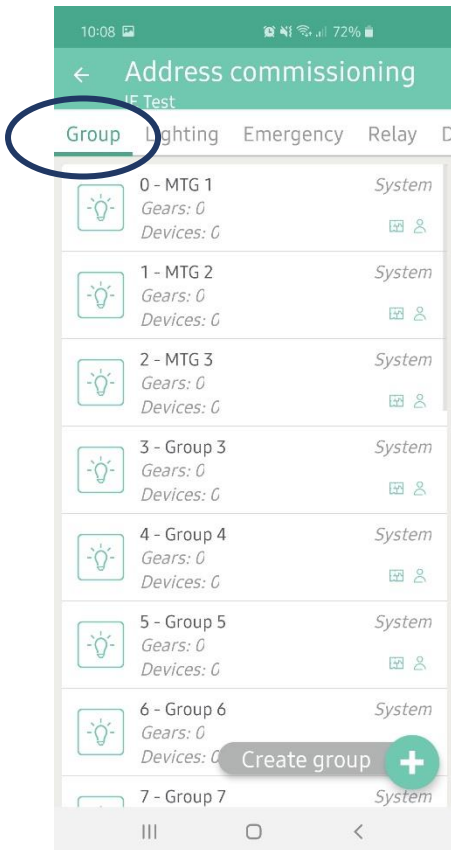 10:08 72%
Address commissioning
IF Test
Group Lighting Emergency Relay D
0 - MTG 1 System
Gears: 0
Devices: 0
1 - MTG 2 System
Gears: 0
Devices: 0
2 - MTG 3 System
Gears: 0
Devices: 0
3 - Group 3 System
Gears: 0
Devices: 0
4 - Group 4 System
Gears: 0
Devices: 0
5 - Group 5 System
Gears: 0
Devices: 0
6 - Group 6 System
Gears: 0
Devices: 0 Create group
7 - Group 7 System